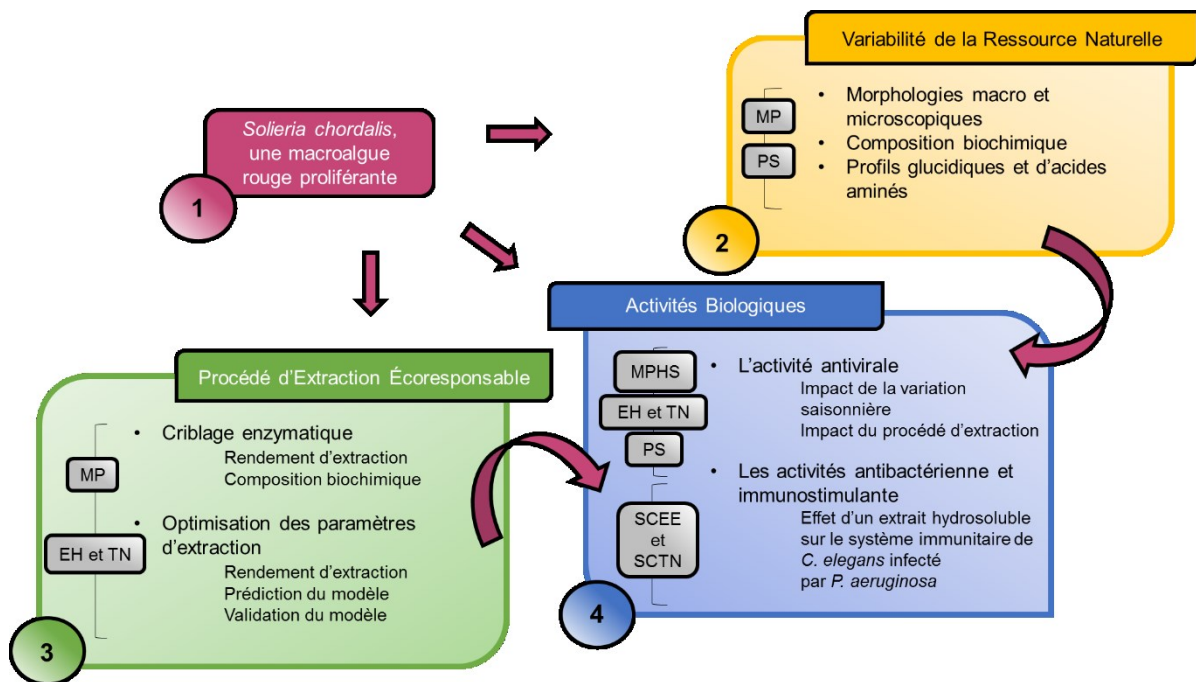 Solieria chordalis,
une macroalgue
rouge proliférante
1
Variabilité de la Ressource Naturelle
MP
PS
• Morphologies macro et
microscopiques
• Composition biochimique
• Profils glucidiques et d'acides
aminés
2
Procédé d'Extraction Écoresponsable
MP
EH et TN
• Criblage enzymatique
Rendement d'extraction
Composition biochimique
• Optimisation des paramètres
d'extraction
Rendement d'extraction
Prédiction du modèle
Validation du modèle
3
Activités Biologiques
MPHS
EH et TN
PS
• L'activité antivirale
Impact de la variation
saisonnière
Impact du procédé d'extraction
SCEE
et
SCTN
• Les activités antibactérienne et
immunostimulante
Effet d'un extrait hydrosoluble
sur le système immunitaire de
C. elegans infecté
par P. aeruginosa
4